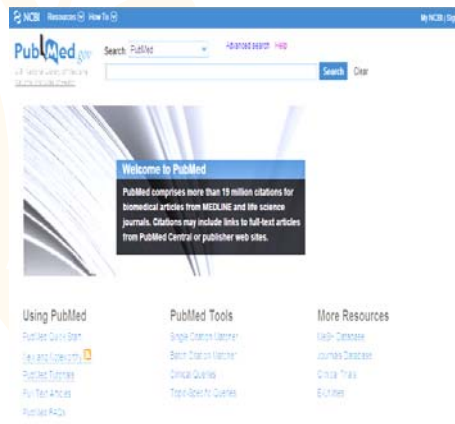 NCBI Resources How To My NCBI | Sig
PubMed.gov Search: PubMed Advanced search Help
Search Clear
Welcome to PubMed
PubMed comprises more than 19 million citations for
biomedical articles from MEDLINE and life science
journals. Citations may include links to full-text articles
from PubMed Central or publisher web sites.
Using PubMed
PubMed Quick Start
New and Noteworthy
PubMed Tutorials
Full Text Articles
PubMed FAQs
PubMed Tools
Single Citation Matcher
Batch Citation Matcher
Clinical Queries
Topic-Specific Queries
More Resources
MeSH Database
Journals Database
Clinical Trials
E-Utilities